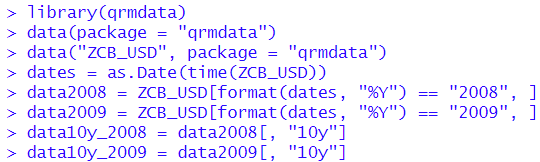 > library(qrmdata)
> data(package = "qrmdata")
> data("ZCB_USD", package = "qrmdata")
> dates = as.Date(time(ZCB_USD))
> data2008 = ZCB_USD[format(dates, "%Y") == "2008", ]
> data2009 = ZCB_USD[format(dates, "%Y") == "2009", ]
> data10y_2008 = data2008[, "10y"]
> data10y_2009 = data2009[, "10y"]